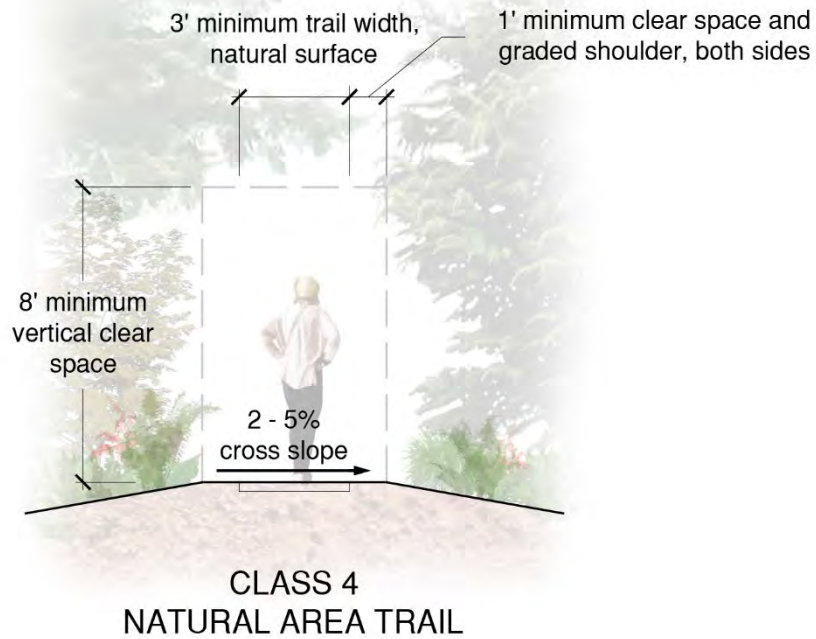 3' minimum trail width,
natural surface
1' minimum clear space and
graded shoulder, both sides
8' minimum
vertical clear
space
2 - 5%
cross slope
CLASS 4
NATURAL AREA TRAIL